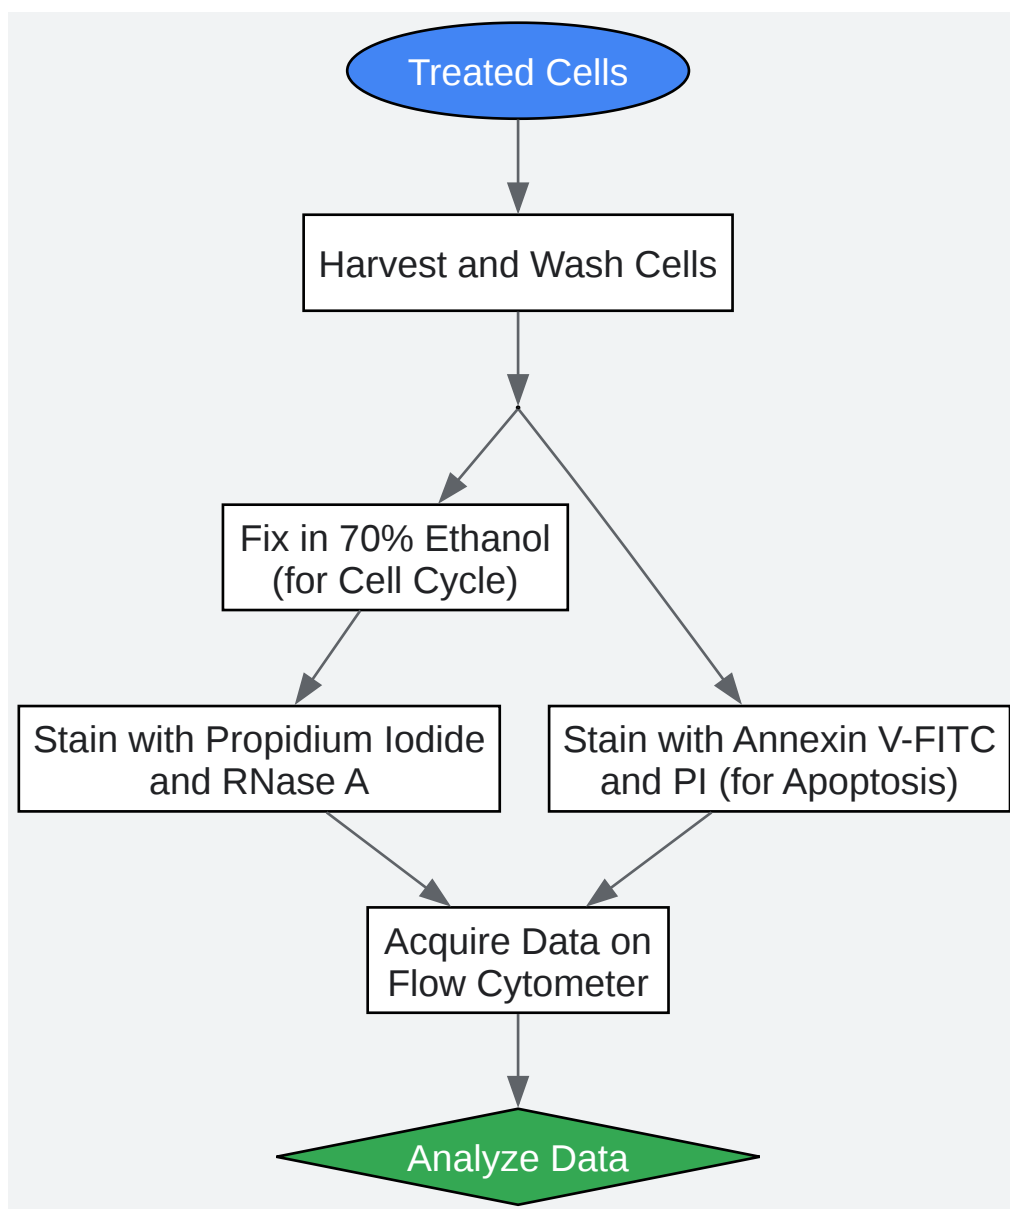 Treated Cells
Harvest and Wash Cells
Fix in 70% Ethanol
(for Cell Cycle)
Stain with Propidium Iodide
and RNase A
Stain with Annexin V-FITC
and PI (for Apoptosis)
Acquire Data on
Flow Cytometer
Analyze Data